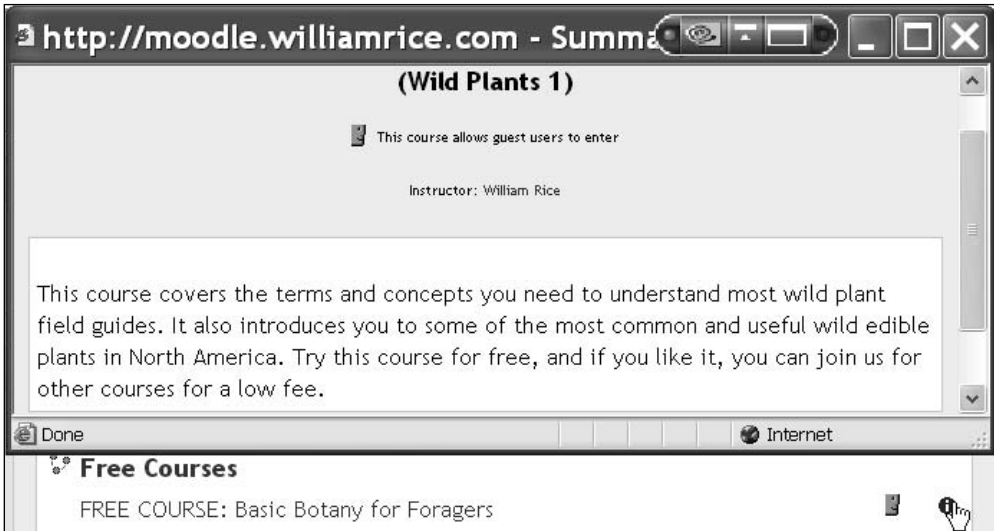 http://moodle.williamrice.com - Summa
(Wild Plants 1)
This course allows guest users to enter
Instructor: William Rice
This course covers the terms and concepts you need to understand most wild plant
field guides. It also introduces you to some of the most common and useful wild edible
plants in North America. Try this course for free, and if you like it, you can join us for
other courses for a low fee.
Done
Internet
Free Courses
FREE COURSE: Basic Botany for Foragers